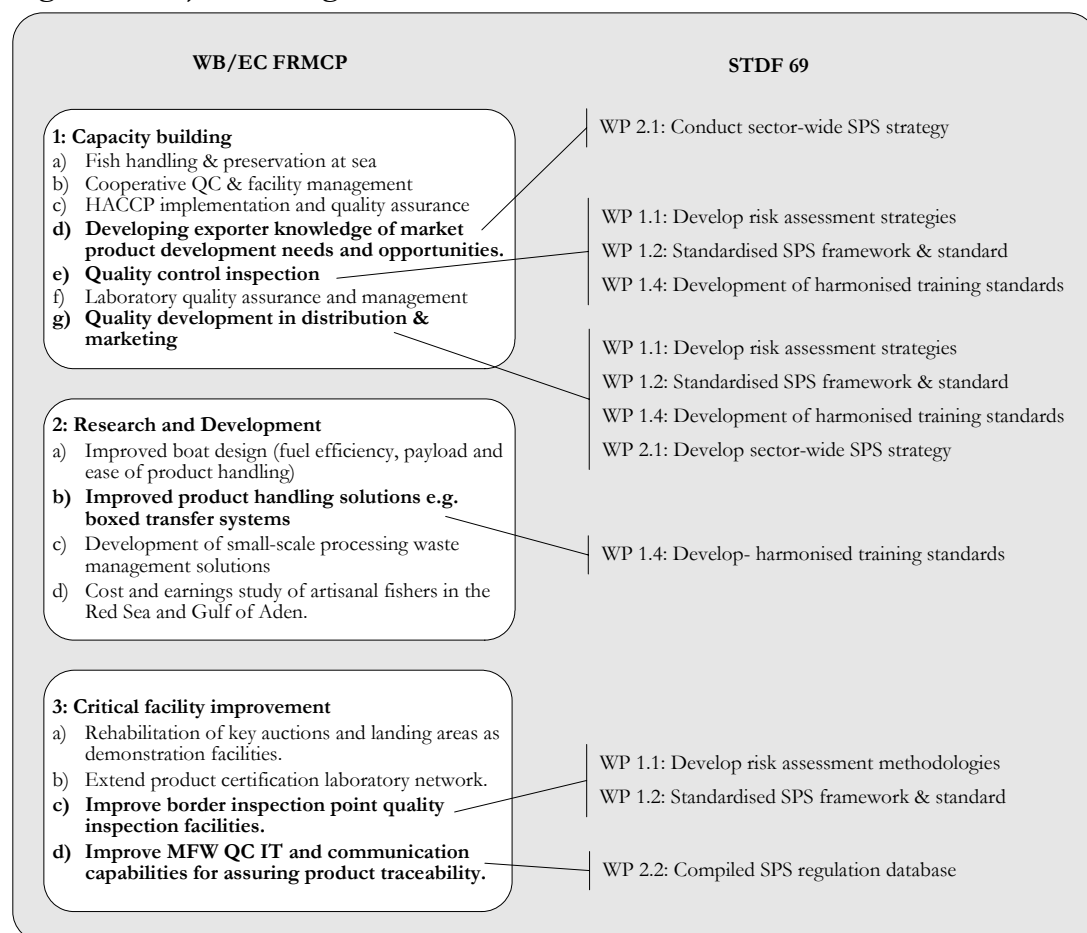 WB/EC FRMCP
STDF 69
1: Capacity building
a) Fish handling & preservation at sea
b) Cooperative QC & facility management
c) HACCP implementation and quality assurance
d) Developing exporter knowledge of market
product development needs and opportunities.
e) Quality control inspection
f) Laboratory quality assurance and management
g) Quality development in distribution &
marketing
WP 2.1: Conduct sector-wide SPS strategy
WP 1.1: Develop risk assessment strategies
WP 1.2: Standardised SPS framework & standard
WP 1.4: Development of harmonised training standards
WP 1.1: Develop risk assessment strategies
WP 1.2: Standardised SPS framework & standard
WP 1.4: Development of harmonised training standards
WP 2.1: Develop sector-wide SPS strategy
2: Research and Development
a) Improved boat design (fuel efficiency, payload and
ease of product handling)
b) Improved product handling solutions e.g.
boxed transfer systems
c) Development of small-scale processing waste
management solutions
d) Cost and earnings study of artisanal fishers in the
Red Sea and Gulf of Aden.
WP 1.4: Develop- harmonised training standards
3: Critical facility improvement
a) Rehabilitation of key auctions and landing areas as
demonstration facilities.
b) Extend product certification laboratory network.
c) Improve border inspection point quality
inspection facilities.
d) Improve MFW QC IT and communication
capabilities for assuring product traceability.
WP 1.1: Develop risk assessment methodologies
WP 1.2: Standardised SPS framework & standard
WP 2.2: Compiled SPS regulation database